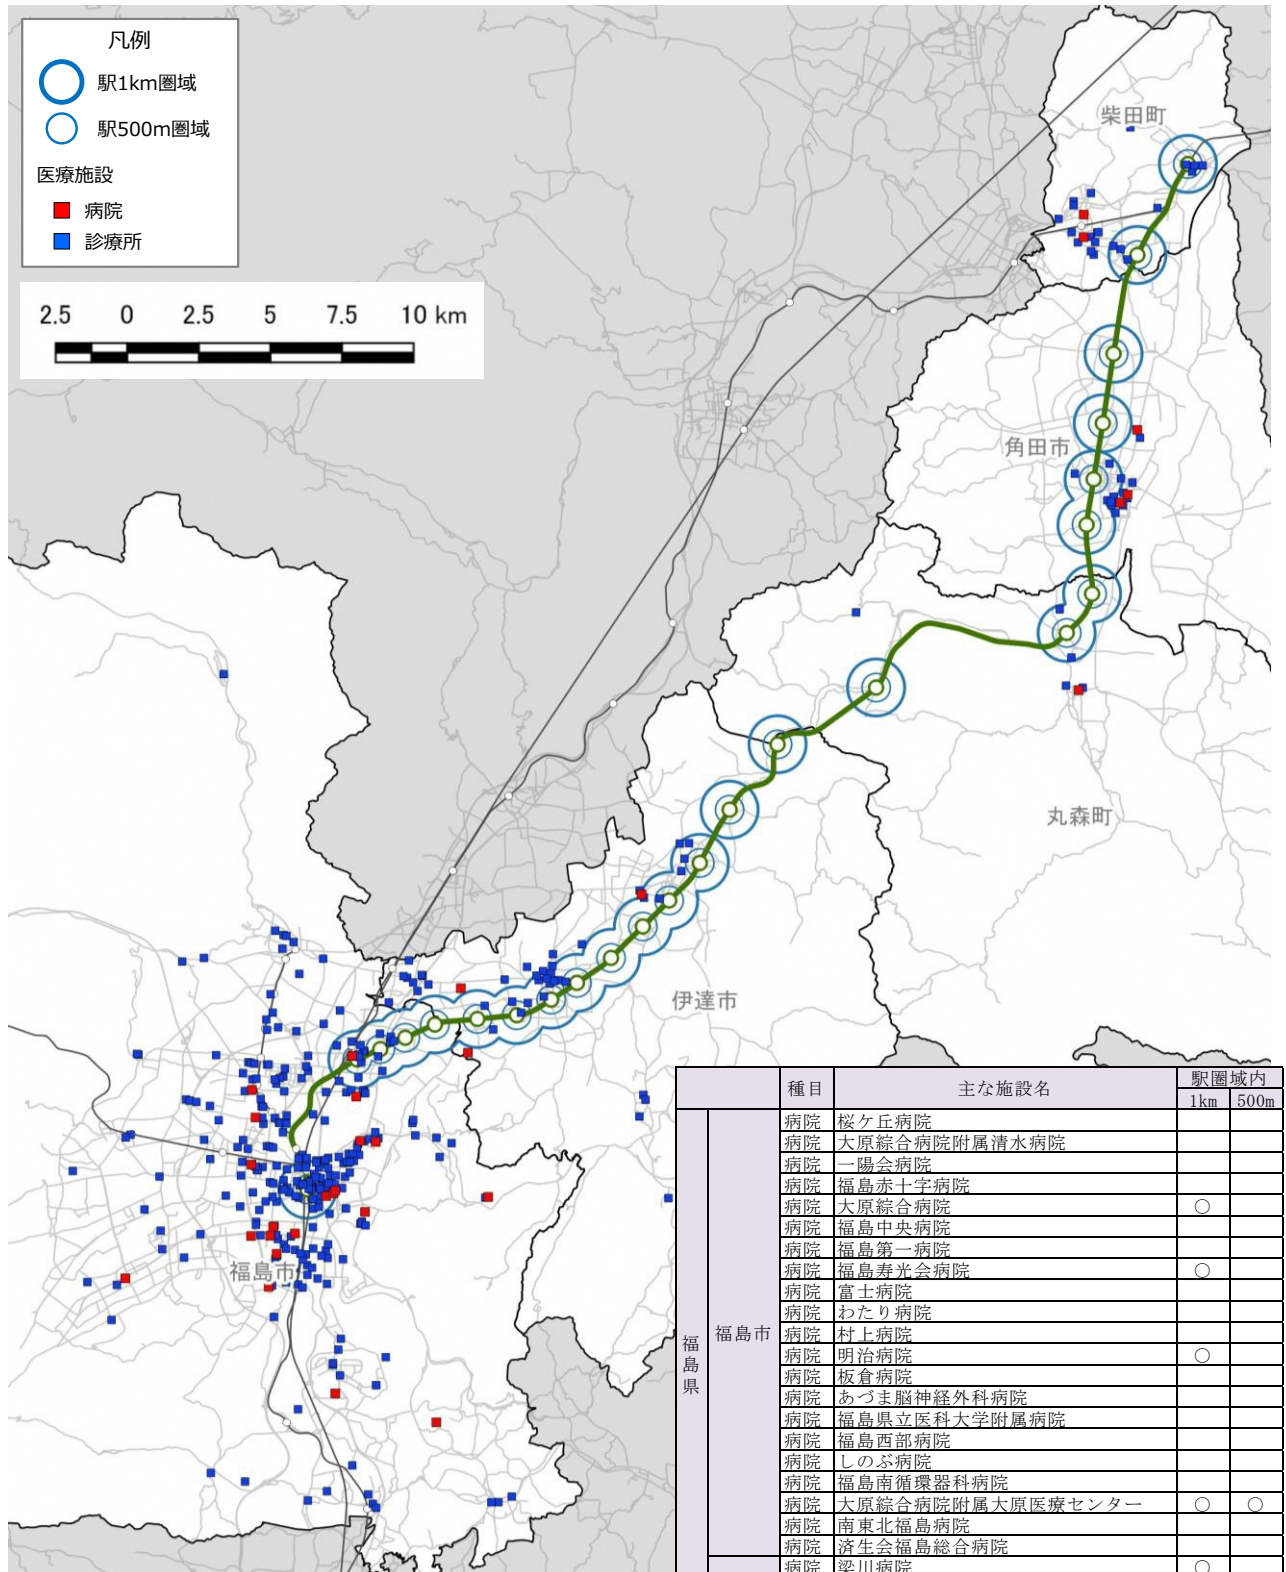 凡例
駅1km圏域
駅500m圏域
医療施設
病院
診療所
2.5 0 2.5 5 7.5 10 km
柴田町
角田市
丸森町
伊達市
福島市
種目 主な施設名 駅圏域内
1km 500m
福島県
福島市
病院 桜ケ丘病院
病院 大原綜合病院附属清水病院
病院 一陽会病院
病院 福島赤十字病院
病院 大原綜合病院 ○
病院 福島中央病院
病院 福島第一病院
病院 福島寿光会病院 ○
病院 富士病院
病院 わたり病院
病院 村上病院
病院 明治病院 ○
病院 板倉病院
病院 あづま脳神経外科病院
病院 福島県立医科大学附属病院
病院 福島西部病院
病院 しのぶ病院
病院 福島南循環器科病院
病院 大原綜合病院附属大原医療センター ○ ○
病院 南東北福島病院
病院 済生会福島総合病院
病院 梁川病院 ○